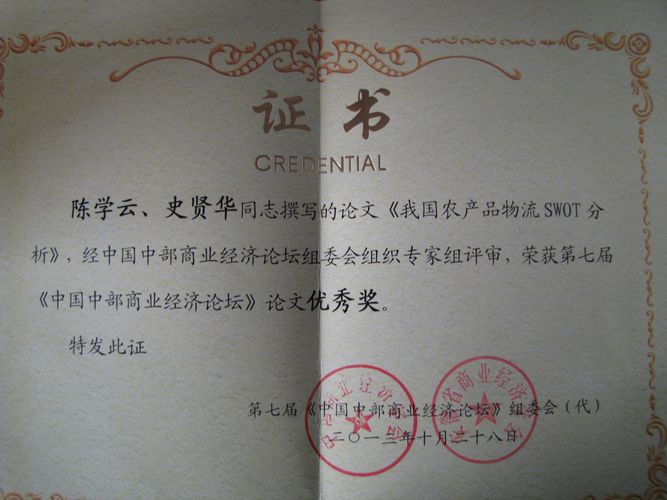 证书
CREDENTIAL
陈学云、史贤华同志撰写的论文《我国农产品物流SWOT分
析》，经中国中部商业经济论坛组委会组织专家组评审，荣获第七届
《中国中部商业经济论坛》论文优秀奖。
特发此证
第七届《中国中部商业经济论坛》组委会（代）
二〇一三年十月二十八日